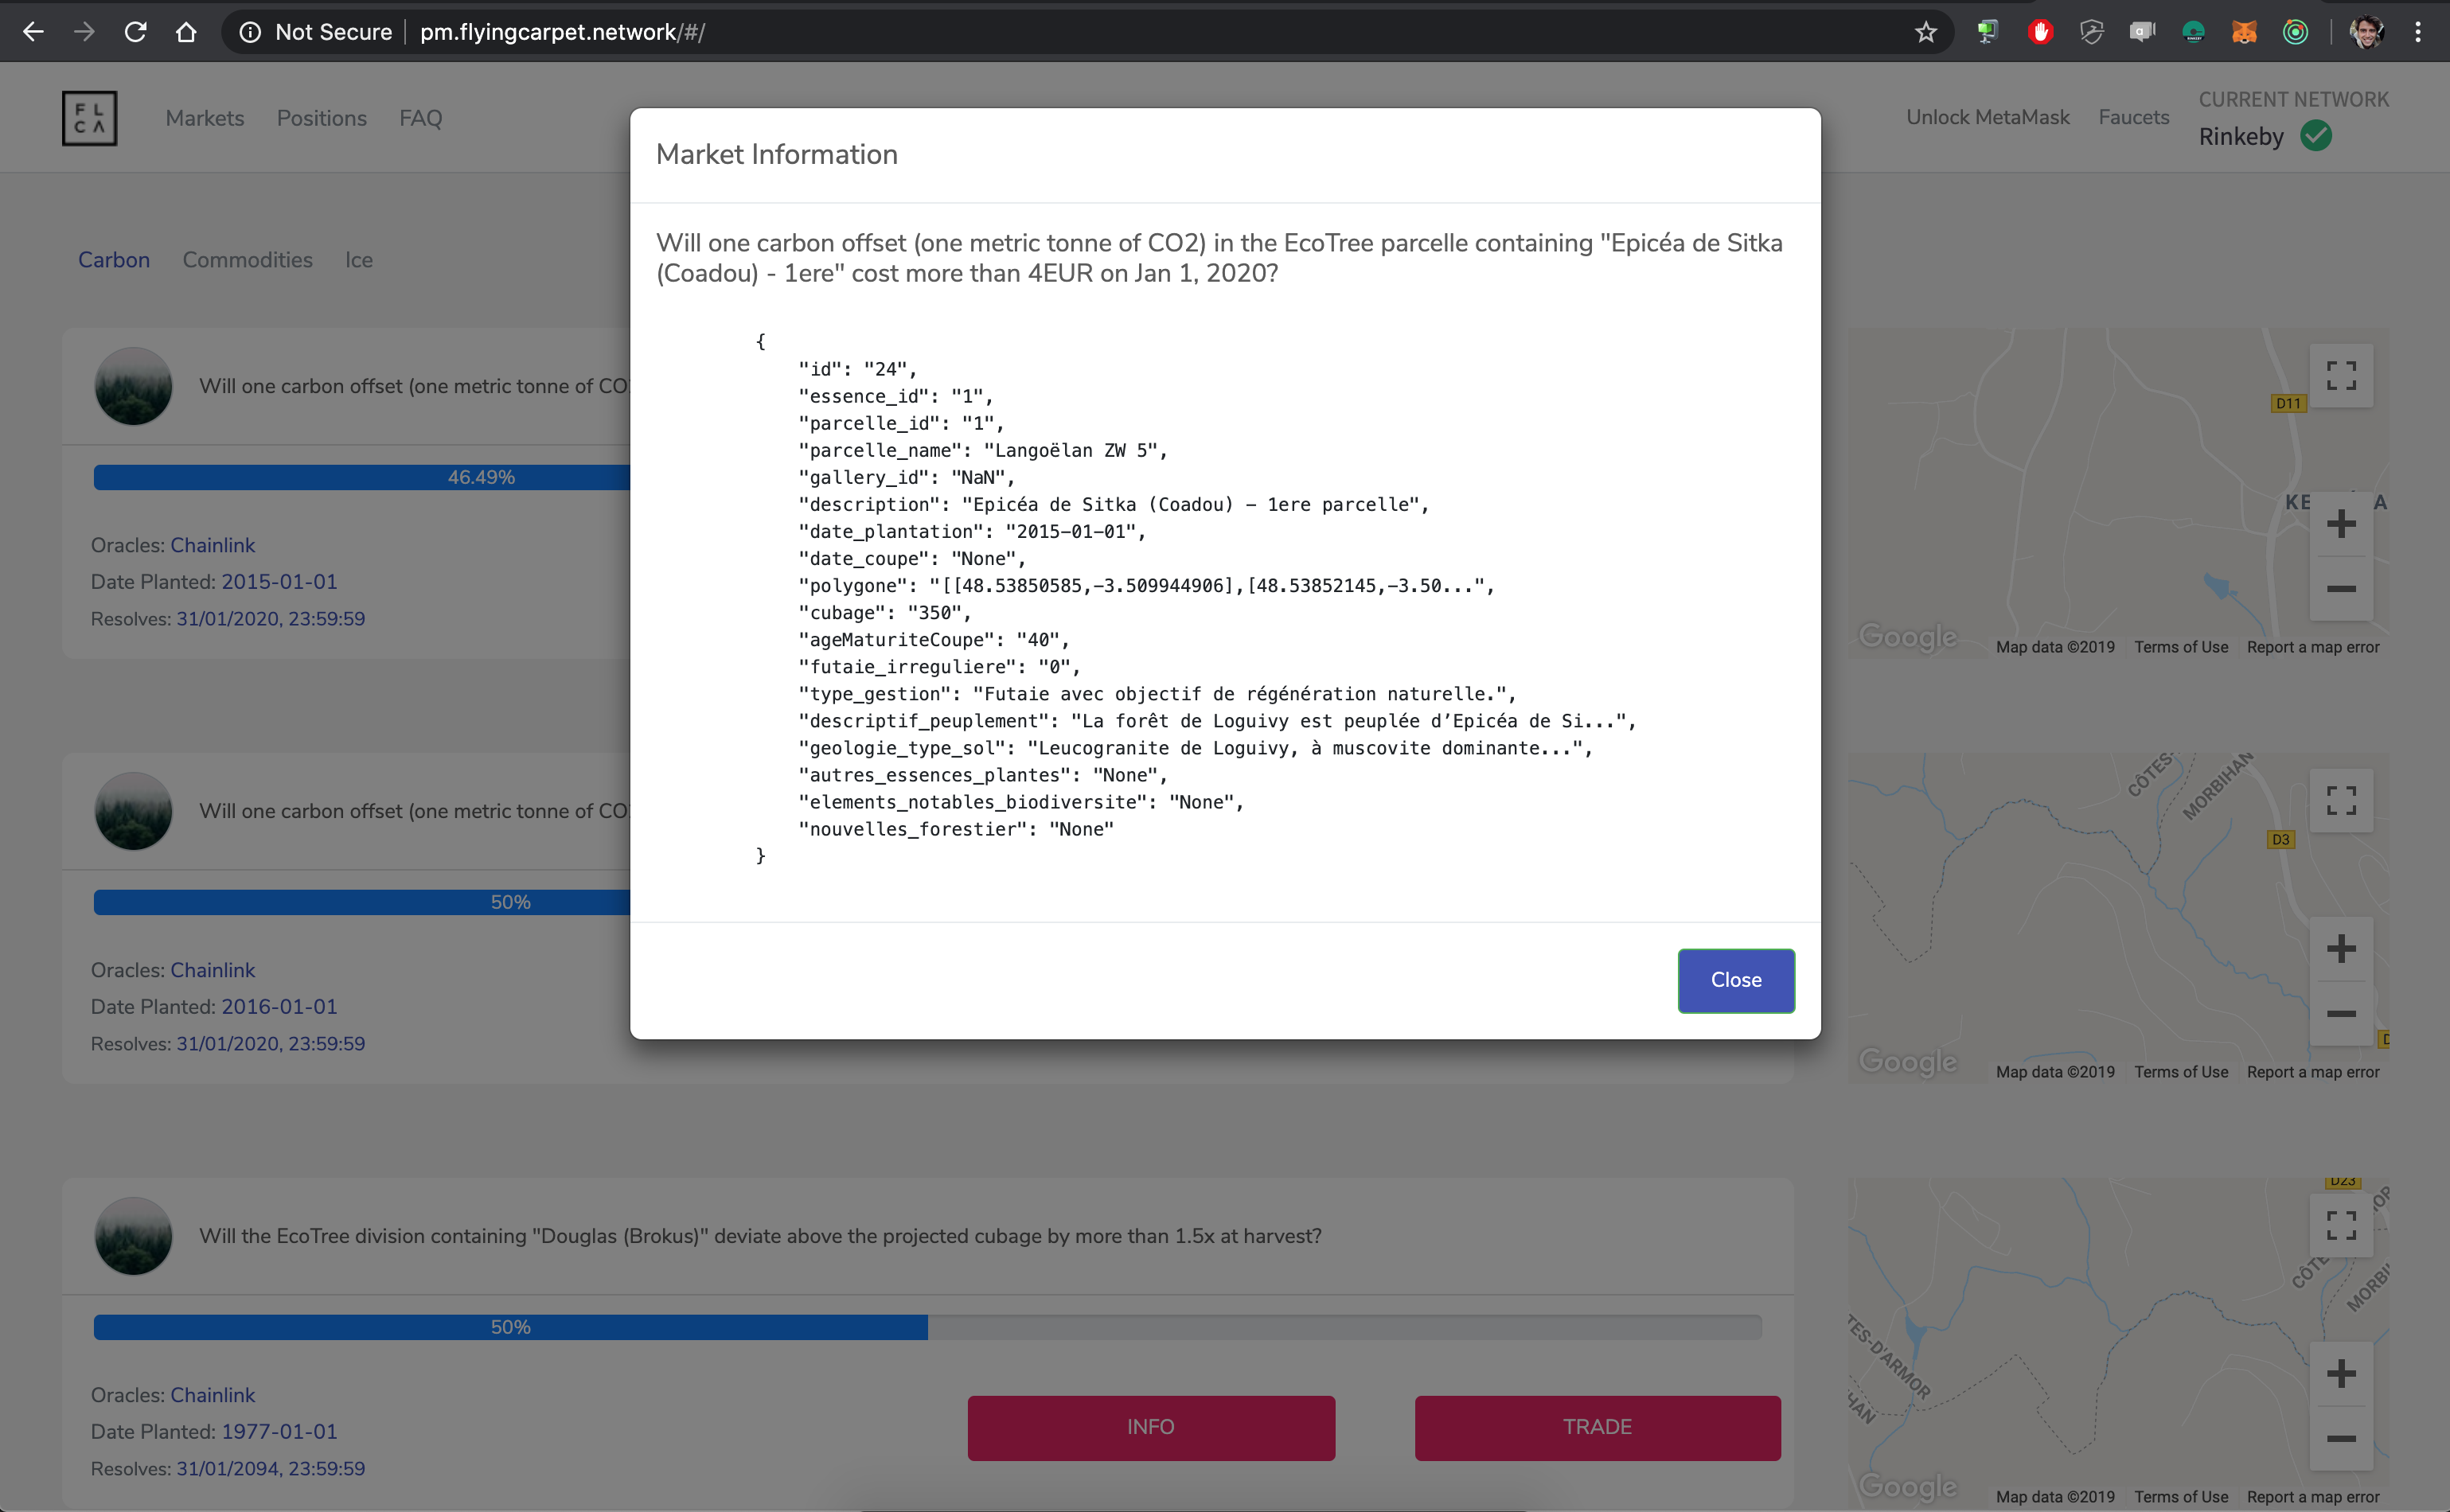 Not Secure
pm.flyingcarpet.network/#/
FL
CA
Markets
Positions
FAQ
Unlock MetaMask
Faucets
CURRENT NETWORK
Rinkeby
Market Information
Will one carbon offset (one metric tonne of CO2) in the EcoTree parcelle containing "Epicéa de Sitka
(Coadou) - 1ere" cost more than 4EUR on Jan 1, 2020?
{
"id": "24",
"essence_id": "1",
"parcelle_id": "1",
"parcelle_name": "Langoëlan ZW 5",
"gallery_id": "NaN",
"description": "Epicéa de Sitka (Coadou) – 1ere parcelle",
"date_plantation": "2015–01–01",
"date_coupe": "None",
"polygone": "[[48.53850585,–3.509944906],[48.53852145,–3.50...",
"cubage": "350",
"ageMaturiteCoupe": "40",
"futaie_irreguliere": "0",
"type_gestion": "Futaie avec objectif de régénération naturelle.",
"descriptif_peuplement": "La forêt de Loguivy est peuplée d’Epicéa de Si...",
"geologie_type_sol": "Leucogranite de Loguivy, à muscovite dominante...",
"autres_essences_plantes": "None",
"elements_notables_biodiversite": "None",
"nouvelles_forestier": "None"
}
Close
Carbon
Commodities
Ice
Will one carbon offset (one metric tonne of CO
46.49%
Oracles: Chainlink
Date Planted: 2015-01-01
Resolves: 31/01/2020, 23:59:59
D11
Google
Map data ©2019
Terms of Use
Report a map error
Will one carbon offset (one metric tonne of CO
50%
Oracles: Chainlink
Date Planted: 2016-01-01
Resolves: 31/01/2020, 23:59:59
CÔTES
MORBIHAN
D3
Google
Map data ©2019
Terms of Use
Report a map error
Will the EcoTree division containing "Douglas (Brokus)" deviate above the projected cubage by more than 1.5x at harvest?
50%
Oracles: Chainlink
Date Planted: 1977-01-01
Resolves: 31/01/2094, 23:59:59
INFO
TRADE
D23
CÔTE
MORBI
TES-D'ARMOR
HAN
Google
Map data ©2019
Terms of Use
Report a map error